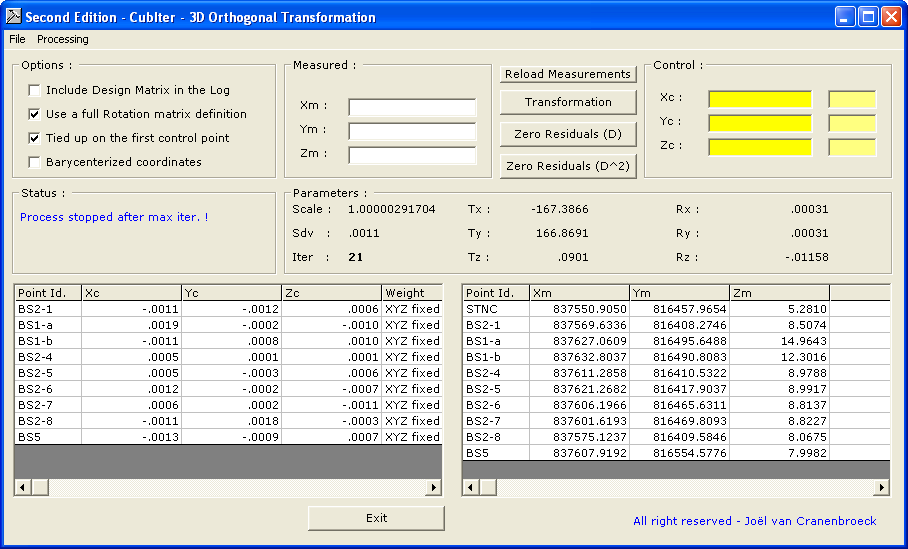 Second Edition - CubIter - 3D Orthogonal Transformation
File Processing
Options :
Include Design Matrix in the Log
Use a full Rotation matrix definition
Tied up on the first control point
Barycenterized coordinates
Measured :
Xm :
Ym :
Zm :
Reload Measurements
Transformation
Zero Residuals (D)
Zero Residuals (D^2)
Control :
Xc :
Yc :
Zc :
Status :
Process stopped after max iter. !
Parameters :
Scale : 1.00000291704 Tx : -167.3866 Rx : .00031
Sdv : .0011 Ty : 166.8691 Ry : .00031
Iter : 21 Tz : .0901 Rz : -.01158
Point Id. Xc Yc Zc Weight
BS2-1 -.0011 -.0012 .0006 XYZ fixed
BS1-a .0019 -.0002 -.0010 XYZ fixed
BS1-b -.0011 .0008 .0010 XYZ fixed
BS2-4 .0005 .0001 .0001 XYZ fixed
BS2-5 .0005 -.0003 .0006 XYZ fixed
BS2-6 .0012 -.0002 -.0007 XYZ fixed
BS2-7 .0006 .0002 -.0011 XYZ fixed
BS2-8 -.0011 .0018 -.0003 XYZ fixed
BS5 -.0013 -.0009 .0007 XYZ fixed
Point Id. Xm Ym Zm
STNC 837550.9050 816457.9654 5.2810
BS2-1 837569.6336 816408.2746 8.5074
BS1-a 837627.0609 816495.6488 14.9643
BS1-b 837632.8037 816490.8083 12.3016
BS2-4 837611.2858 816410.5322 8.9788
BS2-5 837621.2682 816417.9037 8.9917
BS2-6 837606.1966 816465.6311 8.8137
BS2-7 837601.6193 816469.8093 8.8227
BS2-8 837575.1237 816409.5846 8.0675
BS5 837607.9192 816554.5776 7.9982
Exit
All right reserved - Joël van Cranenbroeck